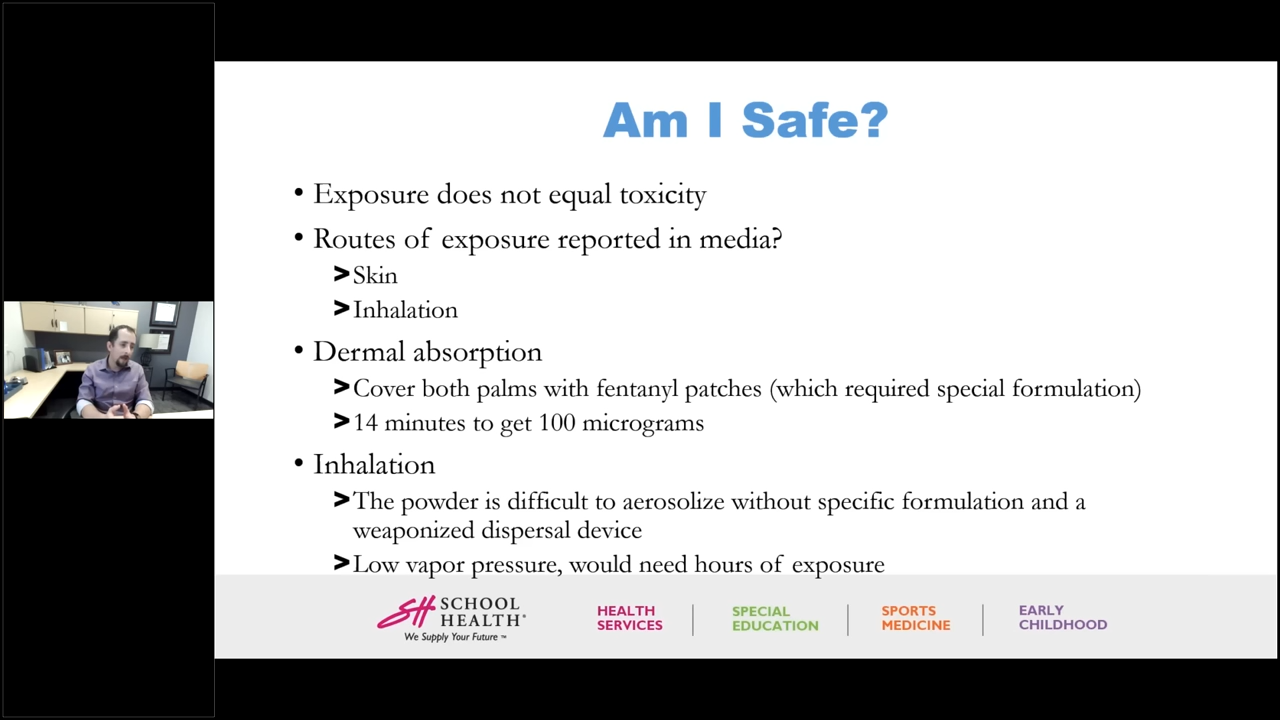 Am I Safe?
• Exposure does not equal toxicity
• Routes of exposure reported in media?
>Skin
>Inhalation
• Dermal absorption
>Cover both palms with fentanyl patches (which required special formulation)
>14 minutes to get 100 micrograms
• Inhalation
>The powder is difficult to aerosolize without specific formulation and a
weaponized dispersal device
>Low vapor pressure, would need hours of exposure
SH SCHOOL
HEALTH®
We Supply Your Future ™
HEALTH
SERVICES
SPECIAL
EDUCATION
SPORTS
MEDICINE
EARLY
CHILDHOOD